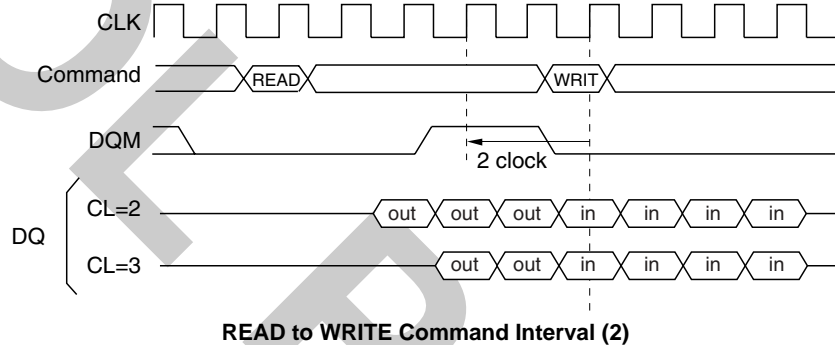 CLK
Command READ WRIT
DQM
2 clock
CL=2 out out out in in in in
DQ
CL=3 out out in in in in
READ to WRITE Command Interval (2)